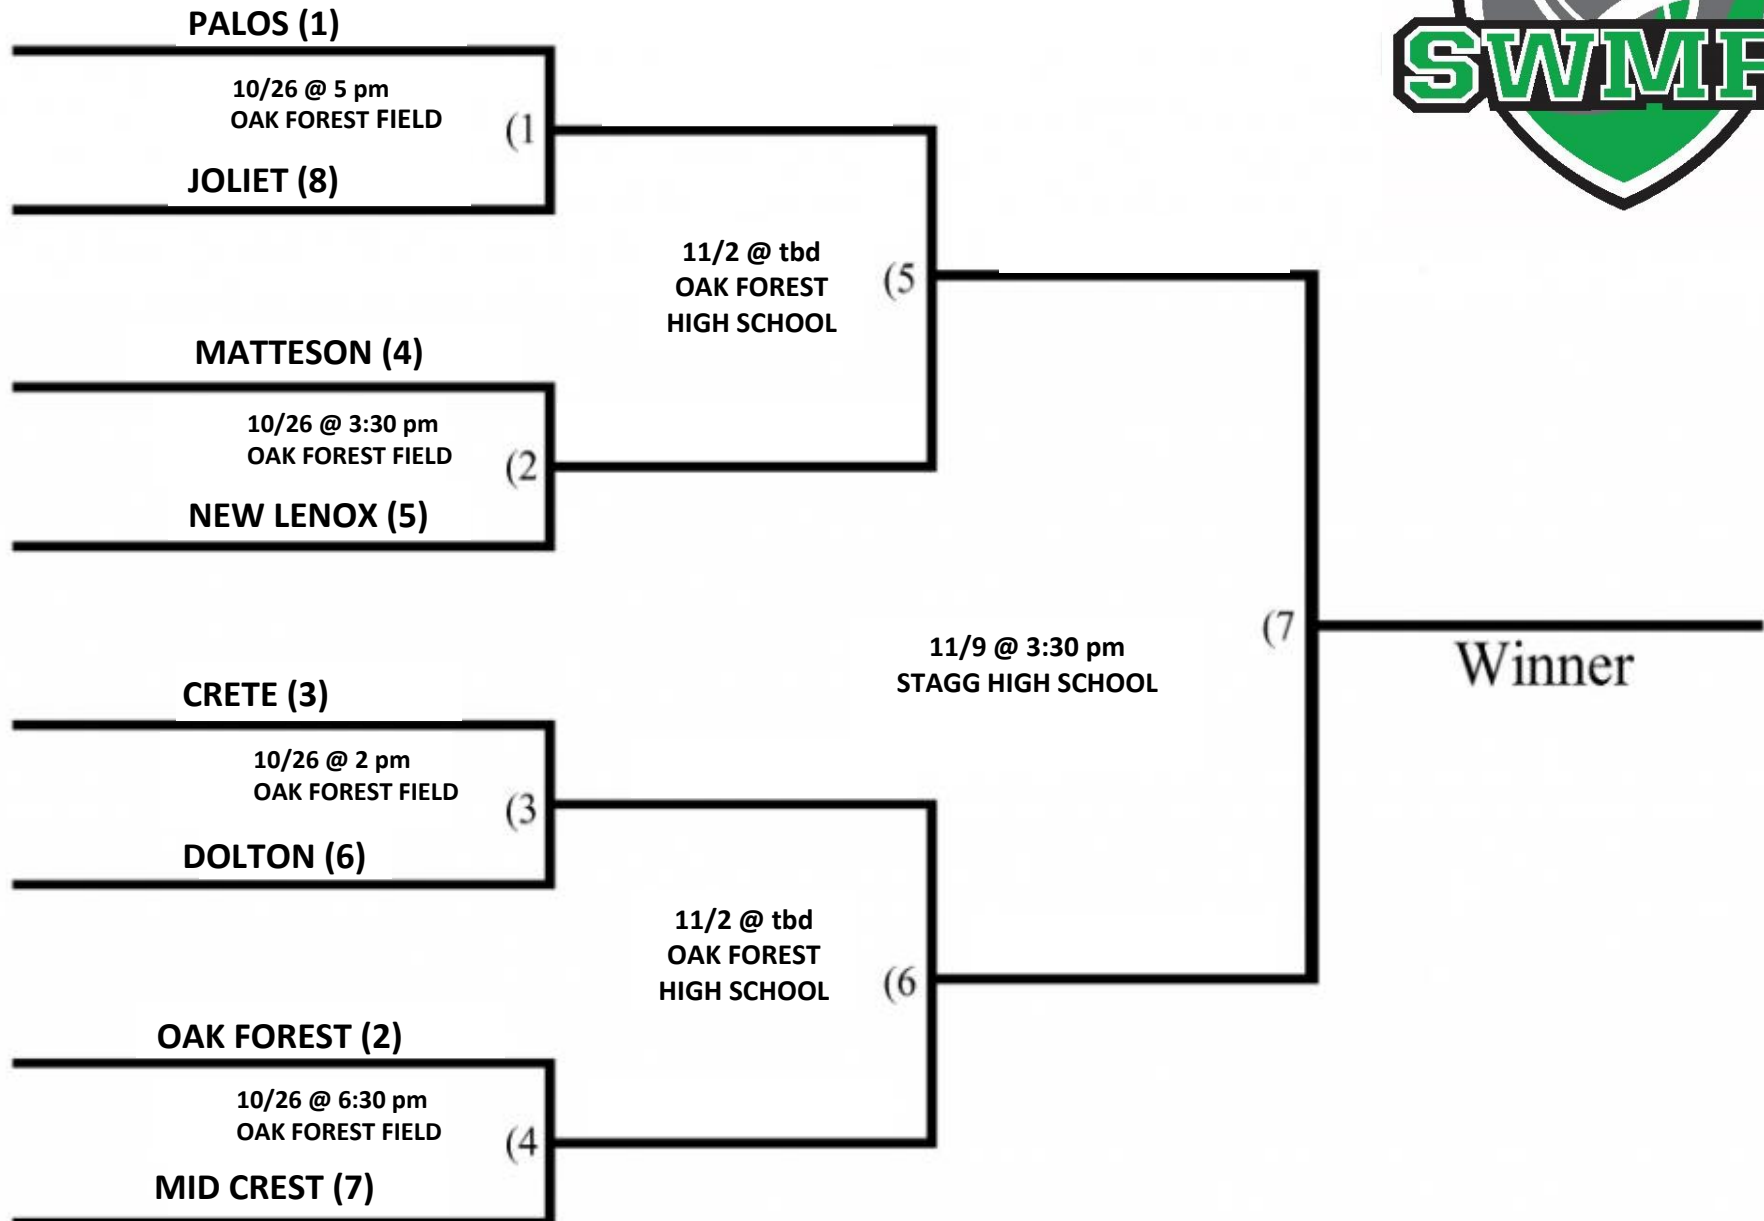 PALOS (1)
10/26 @ 5 pm
OAK FOREST FIELD
(1
JOLIET (8)
11/2 @ tbd
OAK FOREST
HIGH SCHOOL
(5
MATTESON (4)
10/26 @ 3:30 pm
OAK FOREST FIELD
(2
NEW LENOX (5)
11/9 @ 3:30 pm
STAGG HIGH SCHOOL
(7
Winner
CRETE (3)
10/26 @ 2 pm
OAK FOREST FIELD
(3
DOLTON (6)
11/2 @ tbd
OAK FOREST
HIGH SCHOOL
(6
OAK FOREST (2)
10/26 @ 6:30 pm
OAK FOREST FIELD
(4
MID CREST (7)